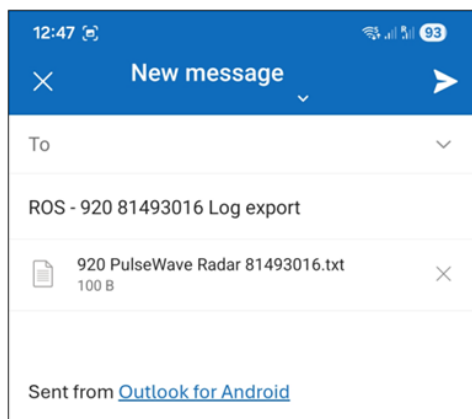 12:47 93
New message
To
ROS - 920 81493016 Log export
920 PulseWave Radar 81493016.txt
100 B
Sent from Outlook for Android